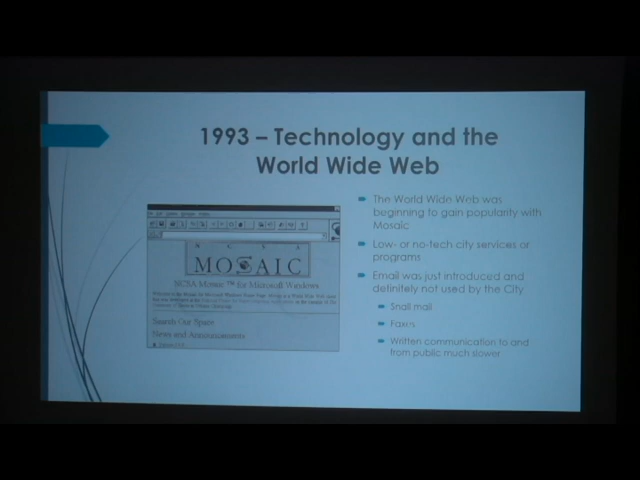 1993 – Technology and the
World Wide Web
The World Wide Web was
beginning to gain popularity with
Mosaic
Low- or no-tech city services or
programs
Email was just introduced and
definitely not used by the City
Snail mail
Faxes
Written communication to and
from public much slower
N C S A
MOSAIC
NCSA Mosaic ™ for Microsoft Windows
Search Our Space
News and Announcements